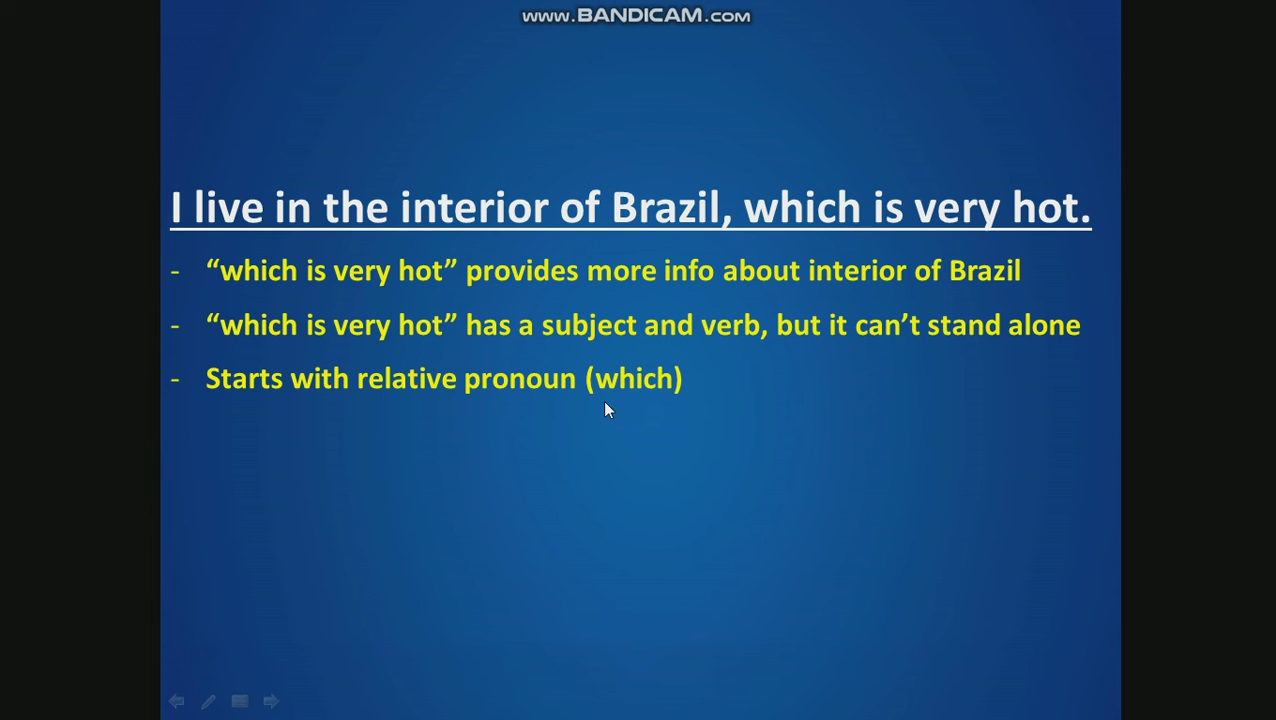 www.BANDICAM.com
I live in the interior of Brazil, which is very hot.
- “which is very hot” provides more info about interior of Brazil
- “which is very hot” has a subject and verb, but it can’t stand alone
- Starts with relative pronoun (which)